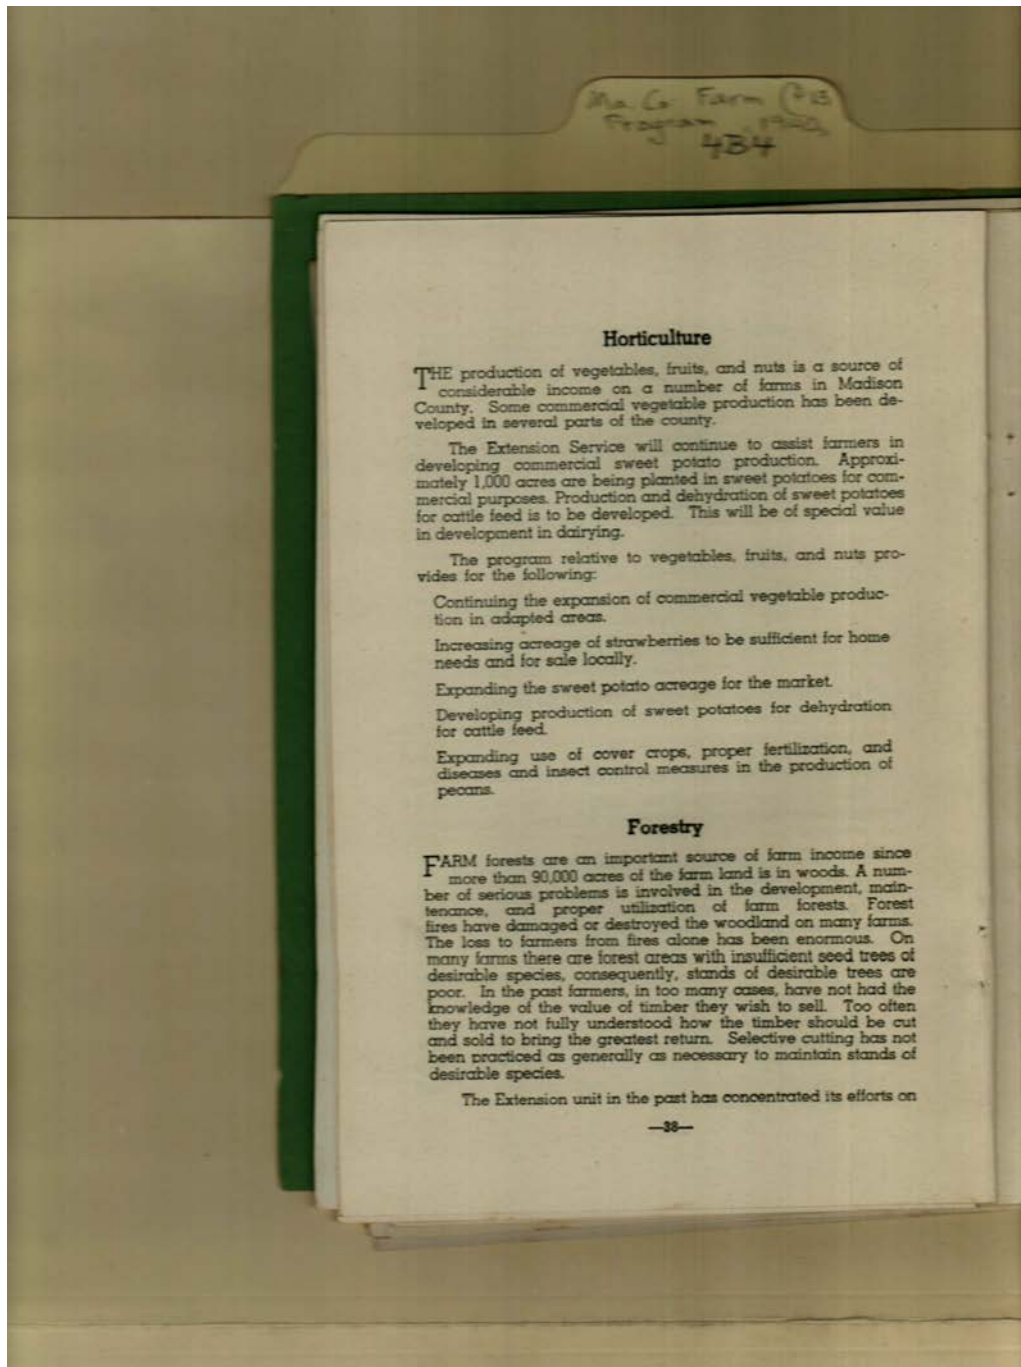 Ma. Co. Farm
Program
4B4
Horticulture
THE production of vegetables, fruits, and nuts is a source of
considerable income on a number of farms in Madison
County. Some commercial vegetable production has been de-
veloped in several parts of the county.
The Extension Service will continue to assist farmers in
developing commercial sweet potato production. Approxi-
mately 1,000 acres are being planted in sweet potatoes for com-
mercial purposes. Production and dehydration of sweet potatoes
for cattle feed is to be developed. This will be of special value
in development in dairying.
The program relative to vegetables, fruits, and nuts pro-
vides for the following:
Continuing the expansion of commercial vegetable produc-
tion in adapted areas.
Increasing acreage of strawberries to be sufficient for home
needs and for sale locally.
Expanding the sweet potato acreage for the market.
Developing production of sweet potatoes for dehydration
for cattle feed.
Expanding use of cover crops, proper fertilization, and
diseases and insect control measures in the production of
pecans.
Forestry
FARM forests are an important source of farm income since
more than 90,000 acres of the farm land is in woods. A num-
ber of serious problems is involved in the development, main-
tenance, and proper utilization of farm forests. Forest
fires have damaged or destroyed the woodland on many farms.
The loss to farmers from fires alone has been enormous. On
many farms there are forest areas with insufficient seed trees of
desirable species, consequently, stands of desirable trees are
poor. In the past farmers, in too many cases, have not had the
knowledge of the value of timber they wish to sell. Too often
they have not fully understood how the timber should be cut
and sold to bring the greatest return. Selective cutting has not
been practiced as generally as necessary to maintain stands of
desirable species.
The Extension unit in the past has concentrated its efforts on
—38—